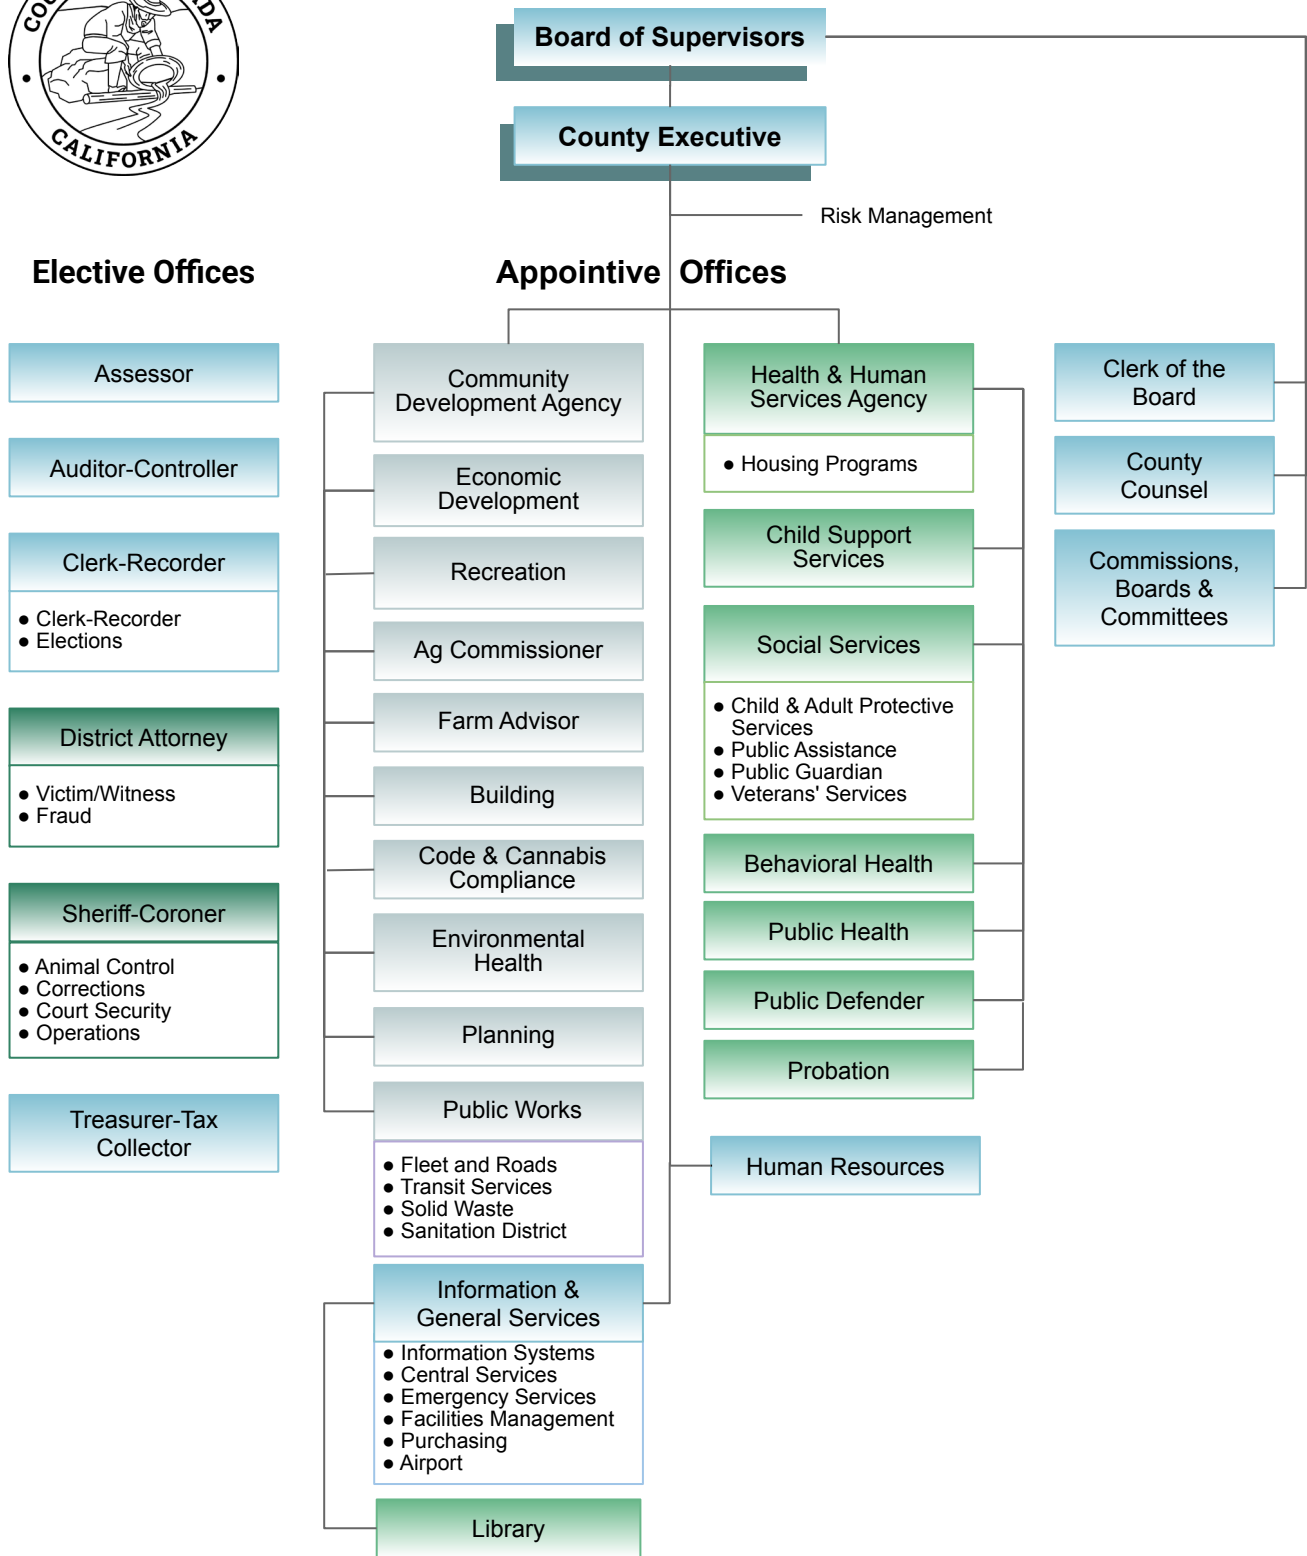 CALIFORNIA
Board of Supervisors
County Executive
Risk Management
Elective Offices
Appointive Offices
Assessor
Auditor-Controller
Clerk-Recorder
● Clerk-Recorder
● Elections
District Attorney
● Victim/Witness
● Fraud
Sheriff-Coroner
● Animal Control
● Corrections
● Court Security
● Operations
Treasurer-Tax
Collector
Community
Development Agency
Economic
Development
Recreation
Ag Commissioner
Farm Advisor
Building
Code & Cannabis
Compliance
Environmental
Health
Planning
Public Works
● Fleet and Roads
● Transit Services
● Solid Waste
● Sanitation District
Information &
General Services
● Information Systems
● Central Services
● Emergency Services
● Facilities Management
● Purchasing
● Airport
Library
Health & Human
Services Agency
● Housing Programs
Child Support
Services
Social Services
● Child & Adult Protective
Services
● Public Assistance
● Public Guardian
● Veterans' Services
Behavioral Health
Public Health
Public Defender
Probation
Human Resources
Clerk of the
Board
County
Counsel
Commissions,
Boards &
Committees